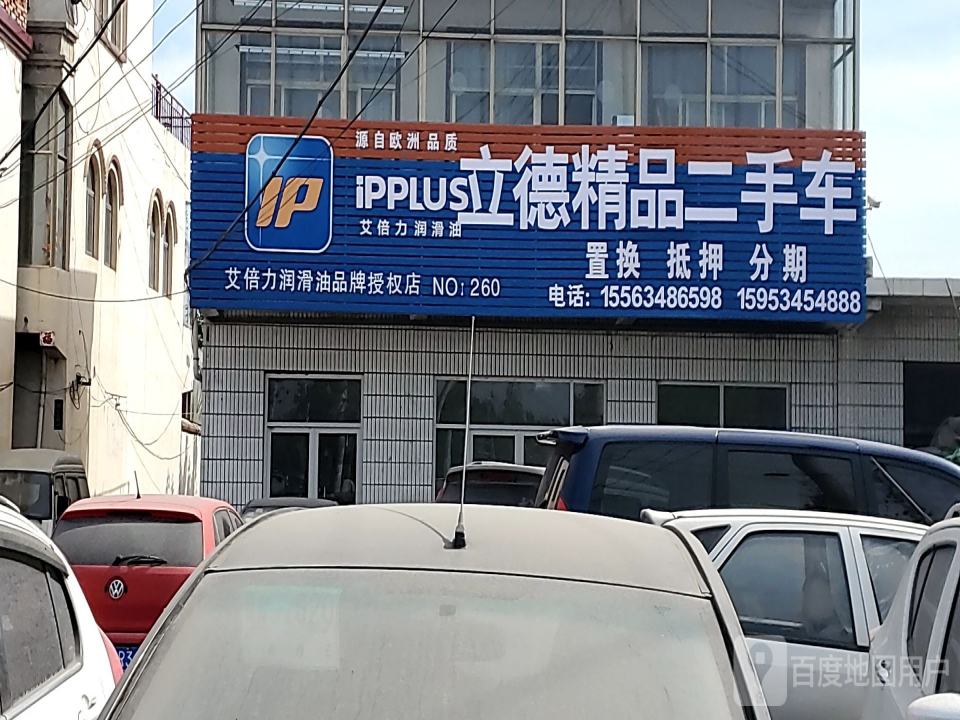 源自欧洲品质
iP
iPPLUS
立德精品二手车
艾倍力润滑油
置换 抵押 分期
艾倍力润滑油品牌授权店 NO: 260
电话: 15563486598 15953454888
百度地图用户